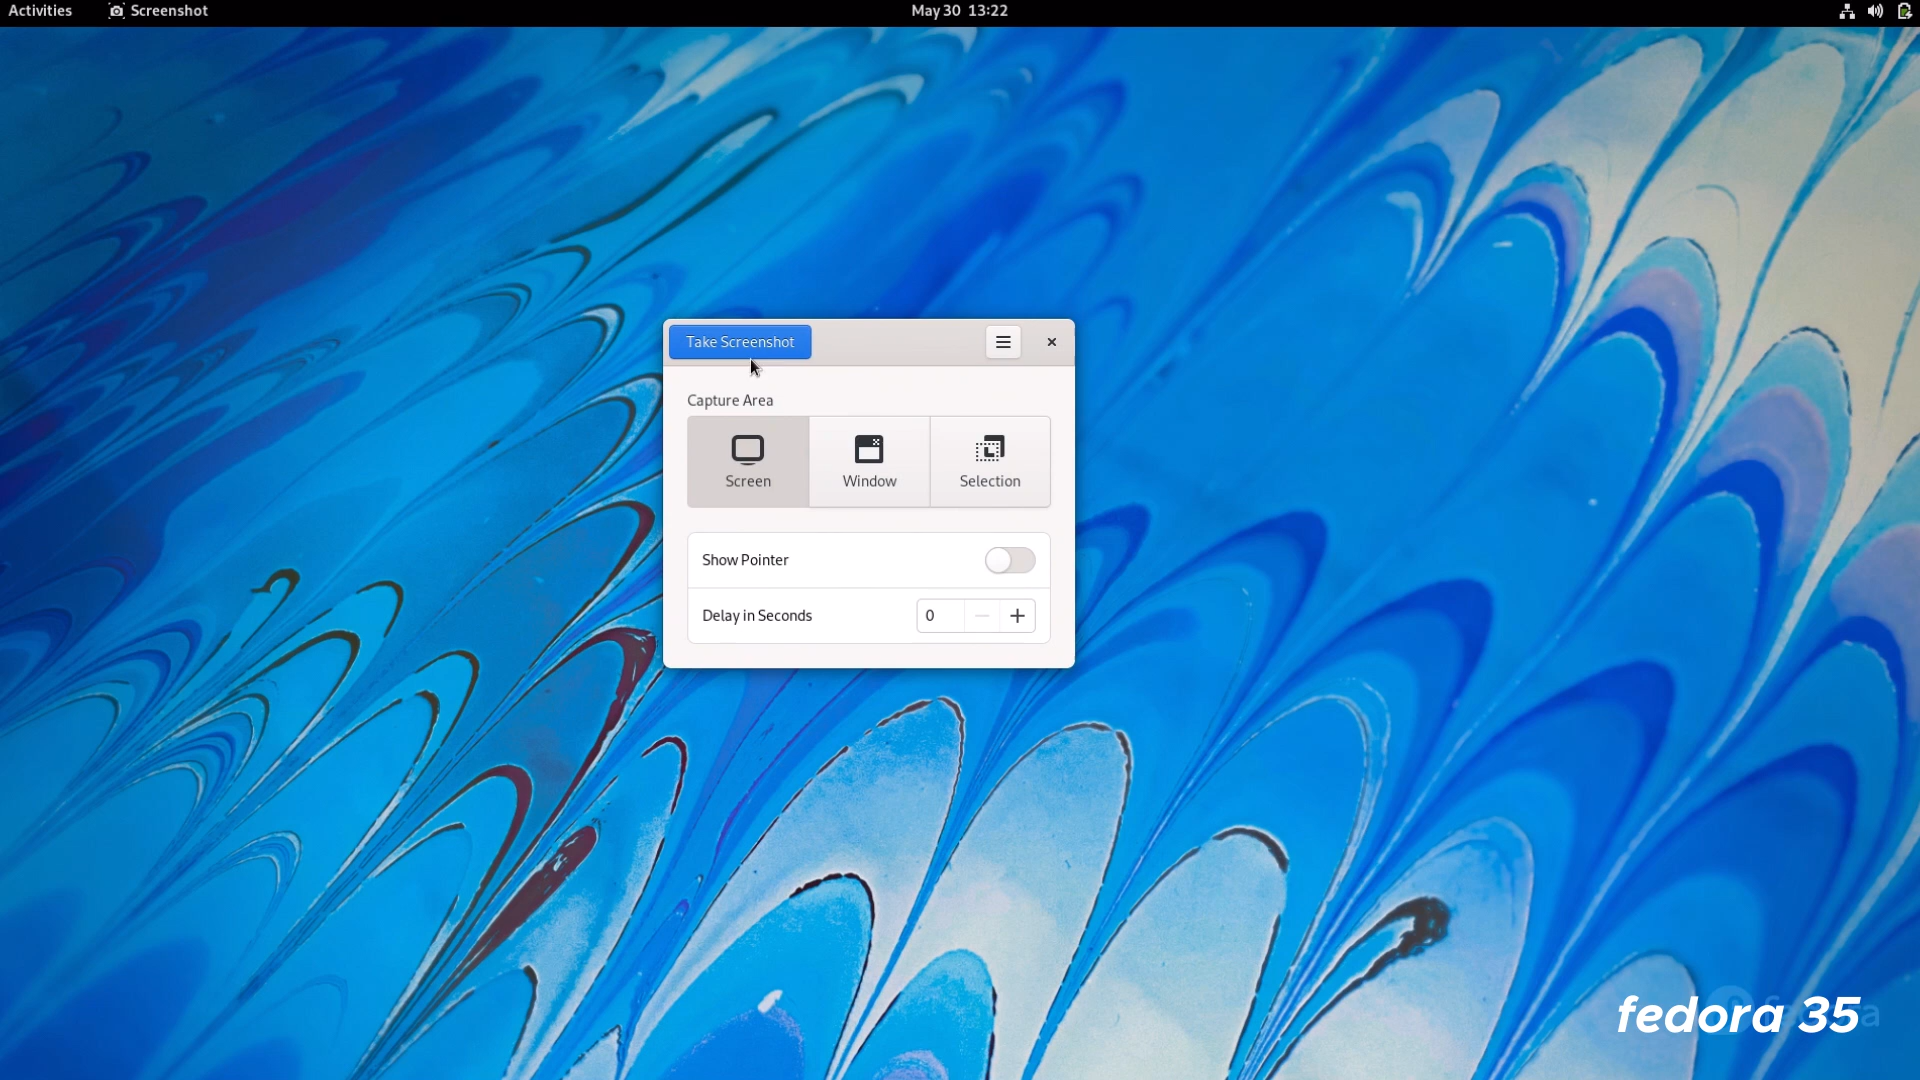 Activities Screenshot May 30 13:22
Take Screenshot
Capture Area
Screen Window Selection
Show Pointer
Delay in Seconds 0
fedora 35